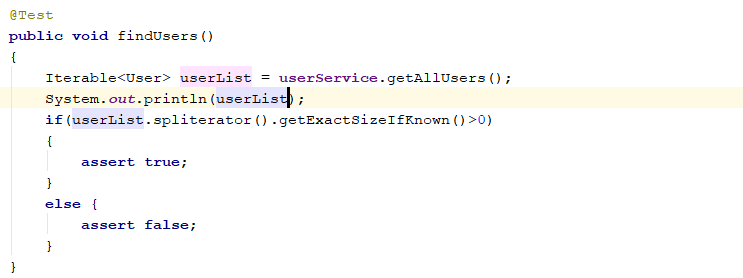 @Test
public void findUsers()
{
Iterable<User> userList = userService.getAllUsers();
System.out.println(userList);
if(userList.spliterator().getExactSizeIfKnown()>0)
{
assert true;
}
else {
assert false;
}
}